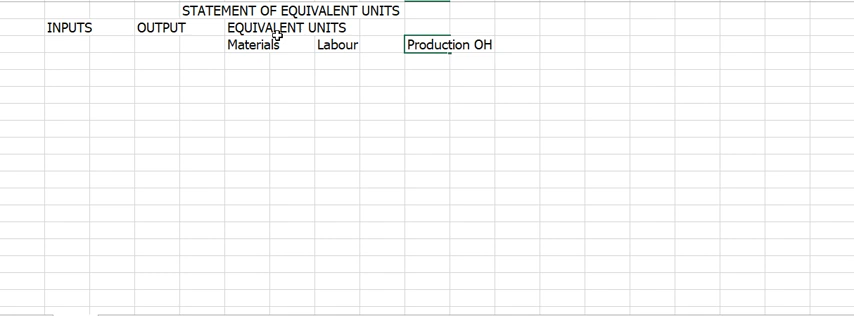 STATEMENT OF EQUIVALENT UNITS
INPUTS OUTPUT EQUIVALENT UNITS
Materials Labour Production OH